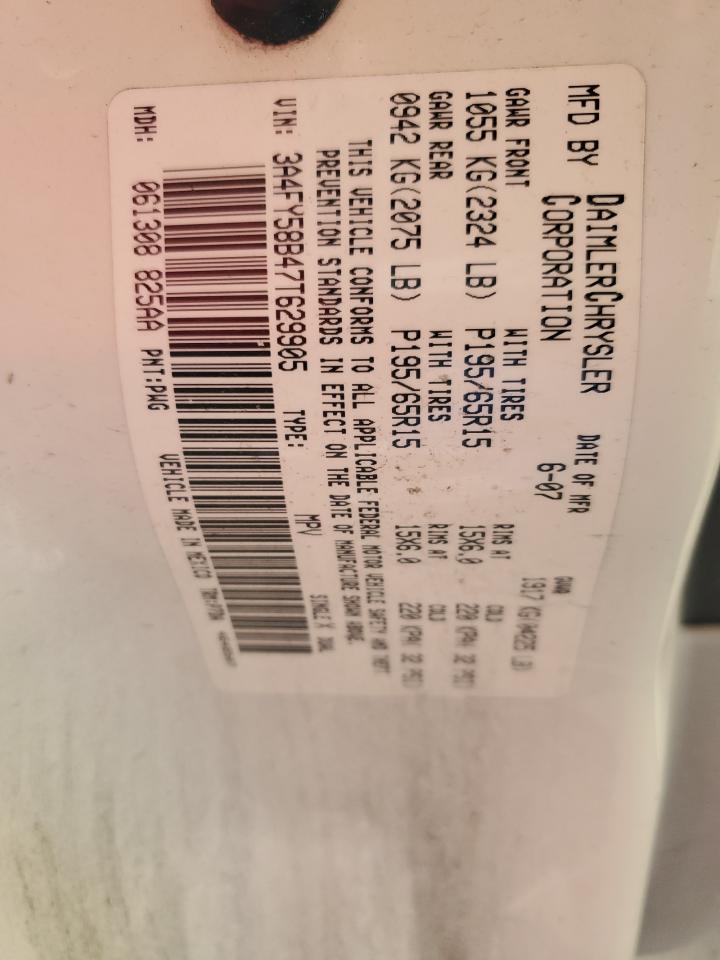 MFD BY DAIMLERCHRYSLER CORPORATION
DATE OF MFR 6-07
GAWR FRONT WITH TIRES RIMS AT COLD
1055 KG(2324 LB) P195/65R15 15X6.0 220 KPA( 32 PSI)
GAWR REAR WITH TIRES RIMS AT COLD
0942 KG(2075 LB) P195/65R15 15X6.0 220 KPA( 32 PSI)
THIS VEHICLE CONFORMS TO ALL APPLICABLE FEDERAL MOTOR VEHICLE SAFETY AND THEFT
PREVENTION STANDARDS IN EFFECT ON THE DATE OF MANUFACTURE SHOWN ABOVE.
VIN: 3A4FY58B47T629905 TYPE: MPV SINGLE X DUAL
MDH: 061308 825AA PNT:PWG VEHICLE MADE IN MEXICO